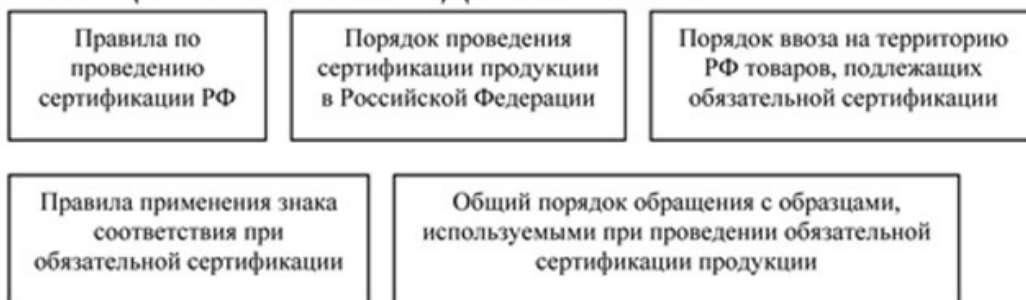 Правила по
проведению
сертификации РФ
Порядок проведения
сертификации продукции
в Российской Федерации
Порядок ввоза на территорию
РФ товаров, подлежащих
обязательной сертификации
Правила применения знака
соответствия при
обязательной сертификации
Общий порядок обращения с образцами,
используемыми при проведении обязательной
сертификации продукции